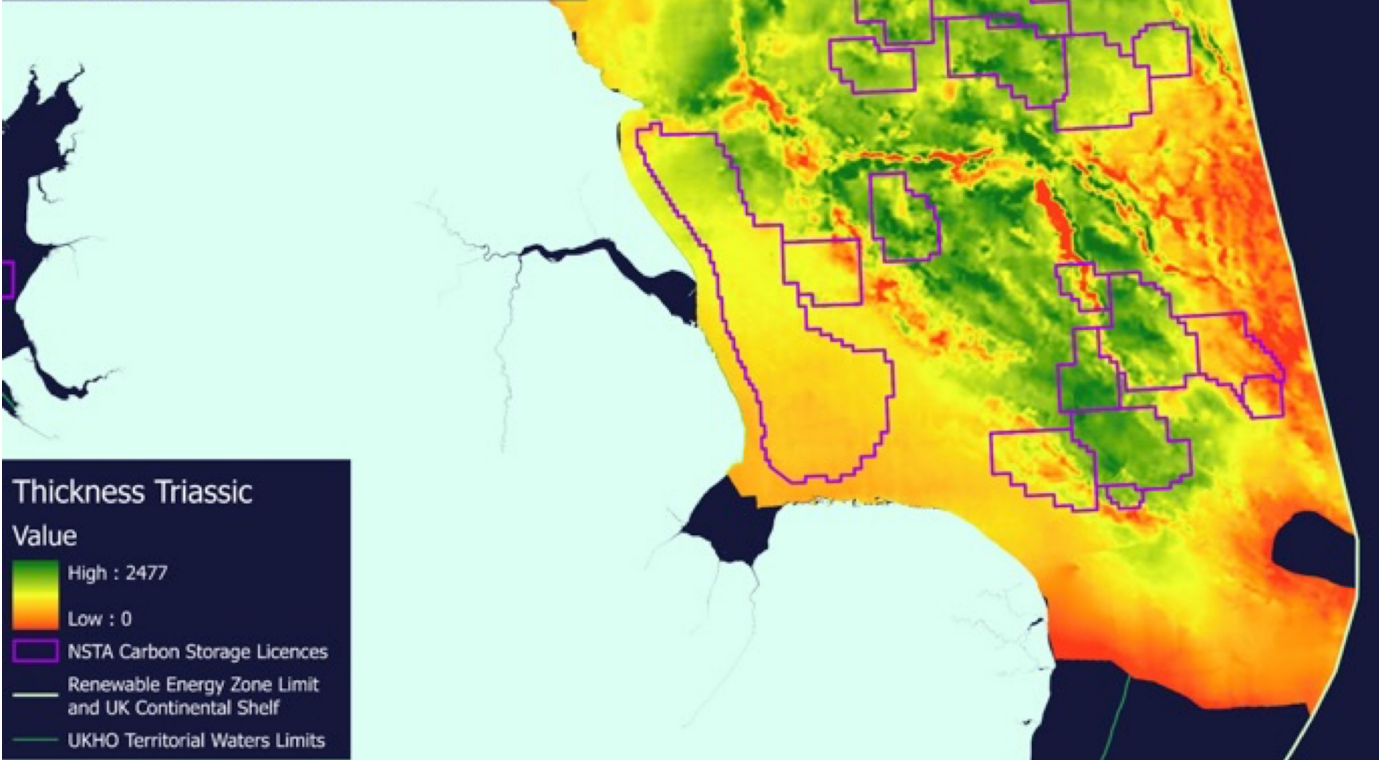 Thickness Triassic
Value
High : 2477
Low : 0
NSTA Carbon Storage Licences
Renewable Energy Zone Limit
and UK Continental Shelf
UKHO Territorial Waters Limits